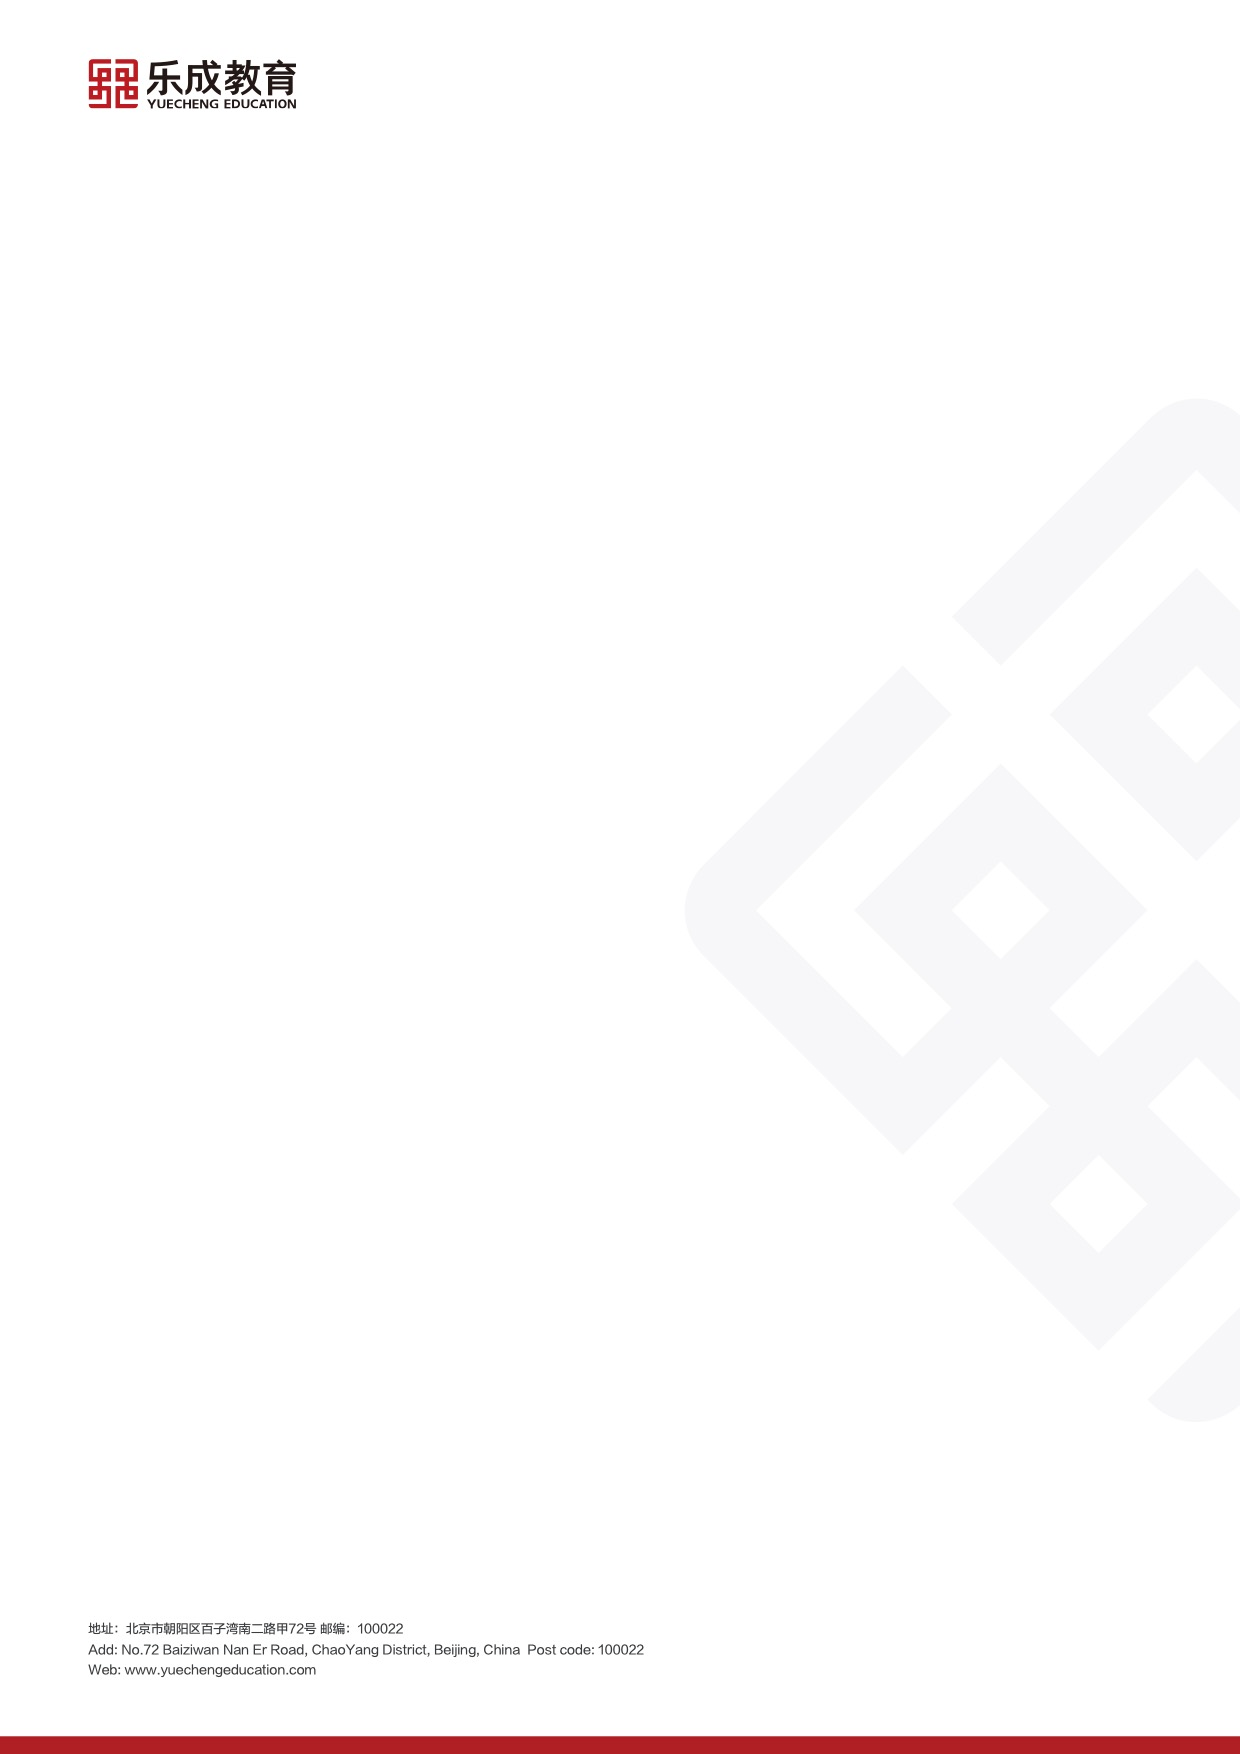 乐成教育
YUECHENG EDUCATION
地址：北京市朝阳区百子湾南二路甲72号 邮编：100022
Add: No.72 Baiziwan Nan Er Road, ChaoYang District, Beijing, China  Post code: 100022
Web: www.yuechengeducation.com